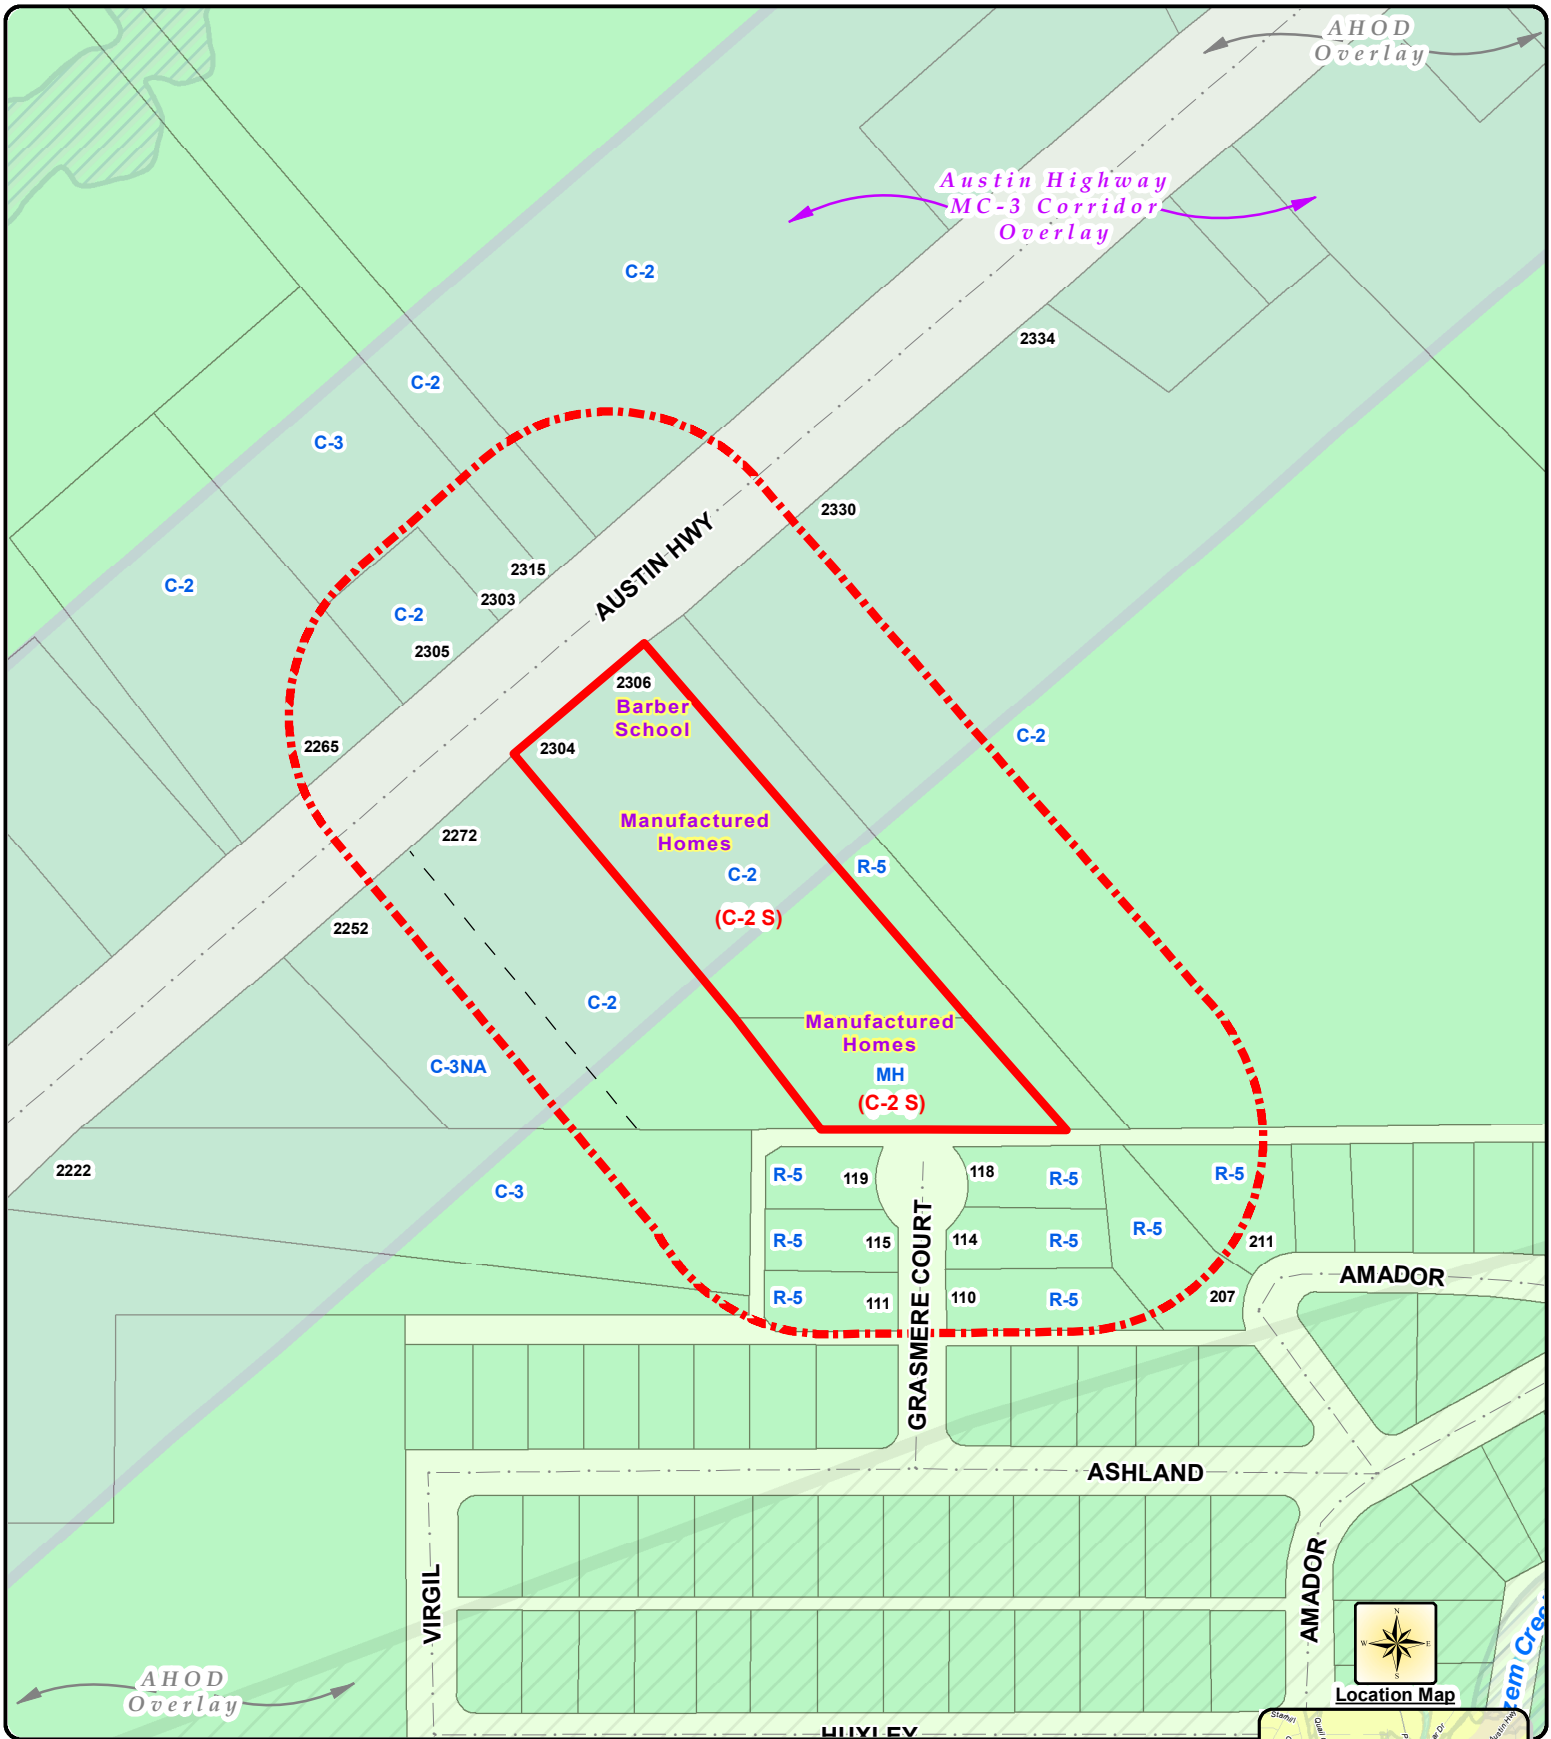 AHOD
Overlay
Austin Highway
MC-3 Corridor
Overlay
C-2
2334
C-2
C-3
2330
AUSTIN HWY
2315
C-2
2303
C-2
2305
2306
Barber
School
C-2
2265
2304
Manufactured
Homes
2272
R-5
C-2
(C-2 S)
2252
C-2
Manufactured
Homes
C-3NA
MH
(C-2 S)
2222
C-3
R-5
119
118
R-5
R-5
R-5
115
114
R-5
R-5
211
R-5
111
110
R-5
207
GRASMERE COURT
AMADOR
ASHLAND
VIRGIL
AMADOR
N
W
E
S
AHOD
Overlay
Location Map
HUXLEY
Starhill
Austin Hwy